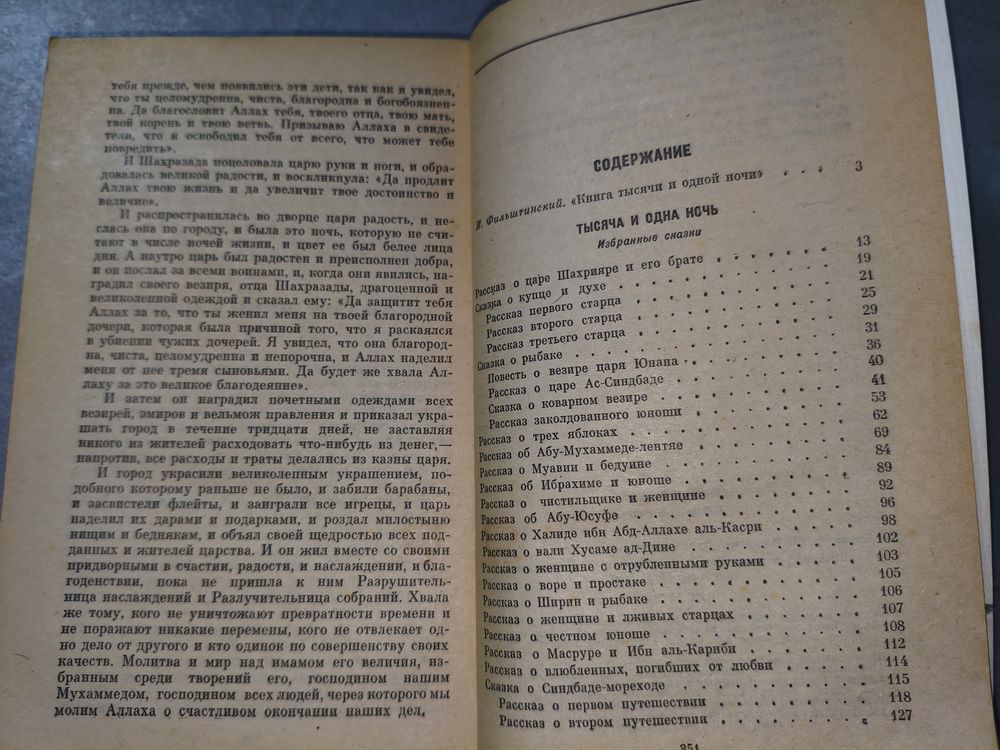 тебя прежде, чем появились эти дети, так как я увидел,
что ты целомудренна, чиста, благородна и богобоязнен-
на. Да благословит Аллах тебя, твоего отца, твою мать,
твой корень и твою ветвь. Призываю Аллаха в свиде-
тели, что я освободил тебя от всего, что может тебе
повредить».
И Шахразада поцеловала царю руки и ноги, и обра-
довалась великой радости, и воскликнула: «Да продлит
Аллах твою жизнь и да увеличит твое достоинство и
величие».
И распространилась во дворце царя радость, и не-
слась она по городу, и была это ночь, которую не счи-
тают в числе ночей жизни, и цвет ее был белее лица
дня. А наутро царь был радостен и преисполнен добра,
и он послал за всеми воинами, и, когда они явились, на-
градил своего везиря, отца Шахразады, драгоценной и
великолепной одеждой и сказал ему: «Да защитит тебя
Аллах за то, что ты женил меня на твоей благородной
дочери, которая была причиной того, что я раскаялся
в убиении чужих дочерей. Я увидел, что она благород-
на, чиста, целомудренна и непорочна, и Аллах наделил
меня от нее тремя сыновьями. Да будет же хвала Ал-
лаху за это великое благодеяние».
И затем он наградил почетными одеждами всех
везирей, эмиров и вельмож правления и приказал укра-
шать город в течение тридцати дней, не заставляя
никого из жителей расходовать что-нибудь из денег,—
напротив, все расходы и траты делались из казны царя.
И город украсили великолепным украшением, по-
добного которому раньше не было, и забили барабаны,
и засвистели флейты, и заиграли все игрецы, и царь
наделил их дарами и подарками, и роздал милостыню
нищим и беднякам, и объял своей щедростью всех под-
данных и жителей царства. И он жил вместе со своими
придворными в счастии, радости, и наслаждении, и бла-
годенствии, пока не пришла к ним Разрушитель-
ница наслаждений и Разлучительница собраний. Хвала
же тому, кого не уничтожают превратности времени и
не поражают никакие перемены, кого не отвлекает од-
но дело от другого и кто одинок по совершенству своих
качеств. Молитва и мир над имамом его величия, из-
бранным среди творений его, господином нашим
Мухаммедом, господином всех людей, через которого мы
молим Аллаха о счастливом окончании наших дел.
СОДЕРЖАНИЕ
И. Фильштинский. «Книга тысячи и одной ночи» . . . 3
ТЫСЯЧА И ОДНА НОЧЬ
Избранные сказки
Рассказ о царе Шахрияре и его брате . . . . . 13
Сказка о купце и духе . . . . . . . . 19
Рассказ первого старца . . . . . . . . 21
Рассказ второго старца . . . . . . . . 25
Рассказ третьего старца . . . . . . . . 29
Сказка о рыбаке . . . . . . . . . . 31
Повесть о везире царя Юнана . . . . . . 36
Рассказ о царе Ас-Синдбаде . . . . . . . 40
Сказка о коварном везире . . . . . . . 41
Рассказ заколдованного юноши . . . . . . 53
Рассказ о трех яблоках . . . . . . . . 62
Рассказ об Абу-Мухаммеде-лентяе . . . . . . 69
Рассказ о Муавии и бедуине . . . . . . . 84
Рассказ об Ибрахиме и юноше . . . . . . 89
Рассказ о чистильщике и женщине . . . . . . 92
Рассказ об Абу-Юсуфе . . . . . . . . 96
Рассказ о Халиде ибн Абд-Аллахе аль-Касри . . . . 98
Рассказ о вали Хусаме ад-Дине . . . . . . 102
Рассказ о женщине с отрубленными руками . . . . 103
Рассказ о воре и простаке . . . . . . . 105
Рассказ о Ширин и рыбаке . . . . . . . 106
Рассказ о женщине и лживых старцах . . . . . 107
Рассказ о честном юноше . . . . . . . 108
Рассказ о Масруре и Ибн аль-Кариби . . . . . 112
Рассказ о влюбленных, погибших от любви . . . . 114
Сказка о Синдбаде-мореходе . . . . . . . 115
Рассказ о первом путешествии . . . . . . 118
Рассказ о втором путешествии . . . . . . 127
351